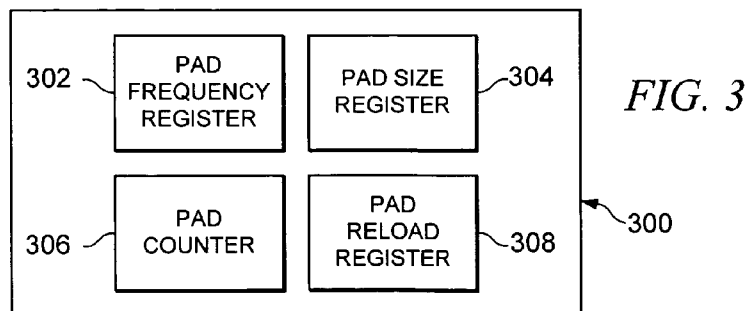 302
PAD
FREQUENCY
REGISTER
PAD SIZE
REGISTER
304
FIG. 3
306
PAD
COUNTER
PAD
RELOAD
REGISTER
308
300